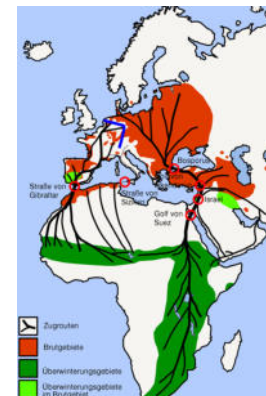 Bosporus
Straße von
Gibraltar
Straße von
Sizilien
Israel
Golf von
Suez
Zugrouten
Brutgebiete
Überwinterungsgebiete
Überwinterungsgebiete
im Brutgebiet